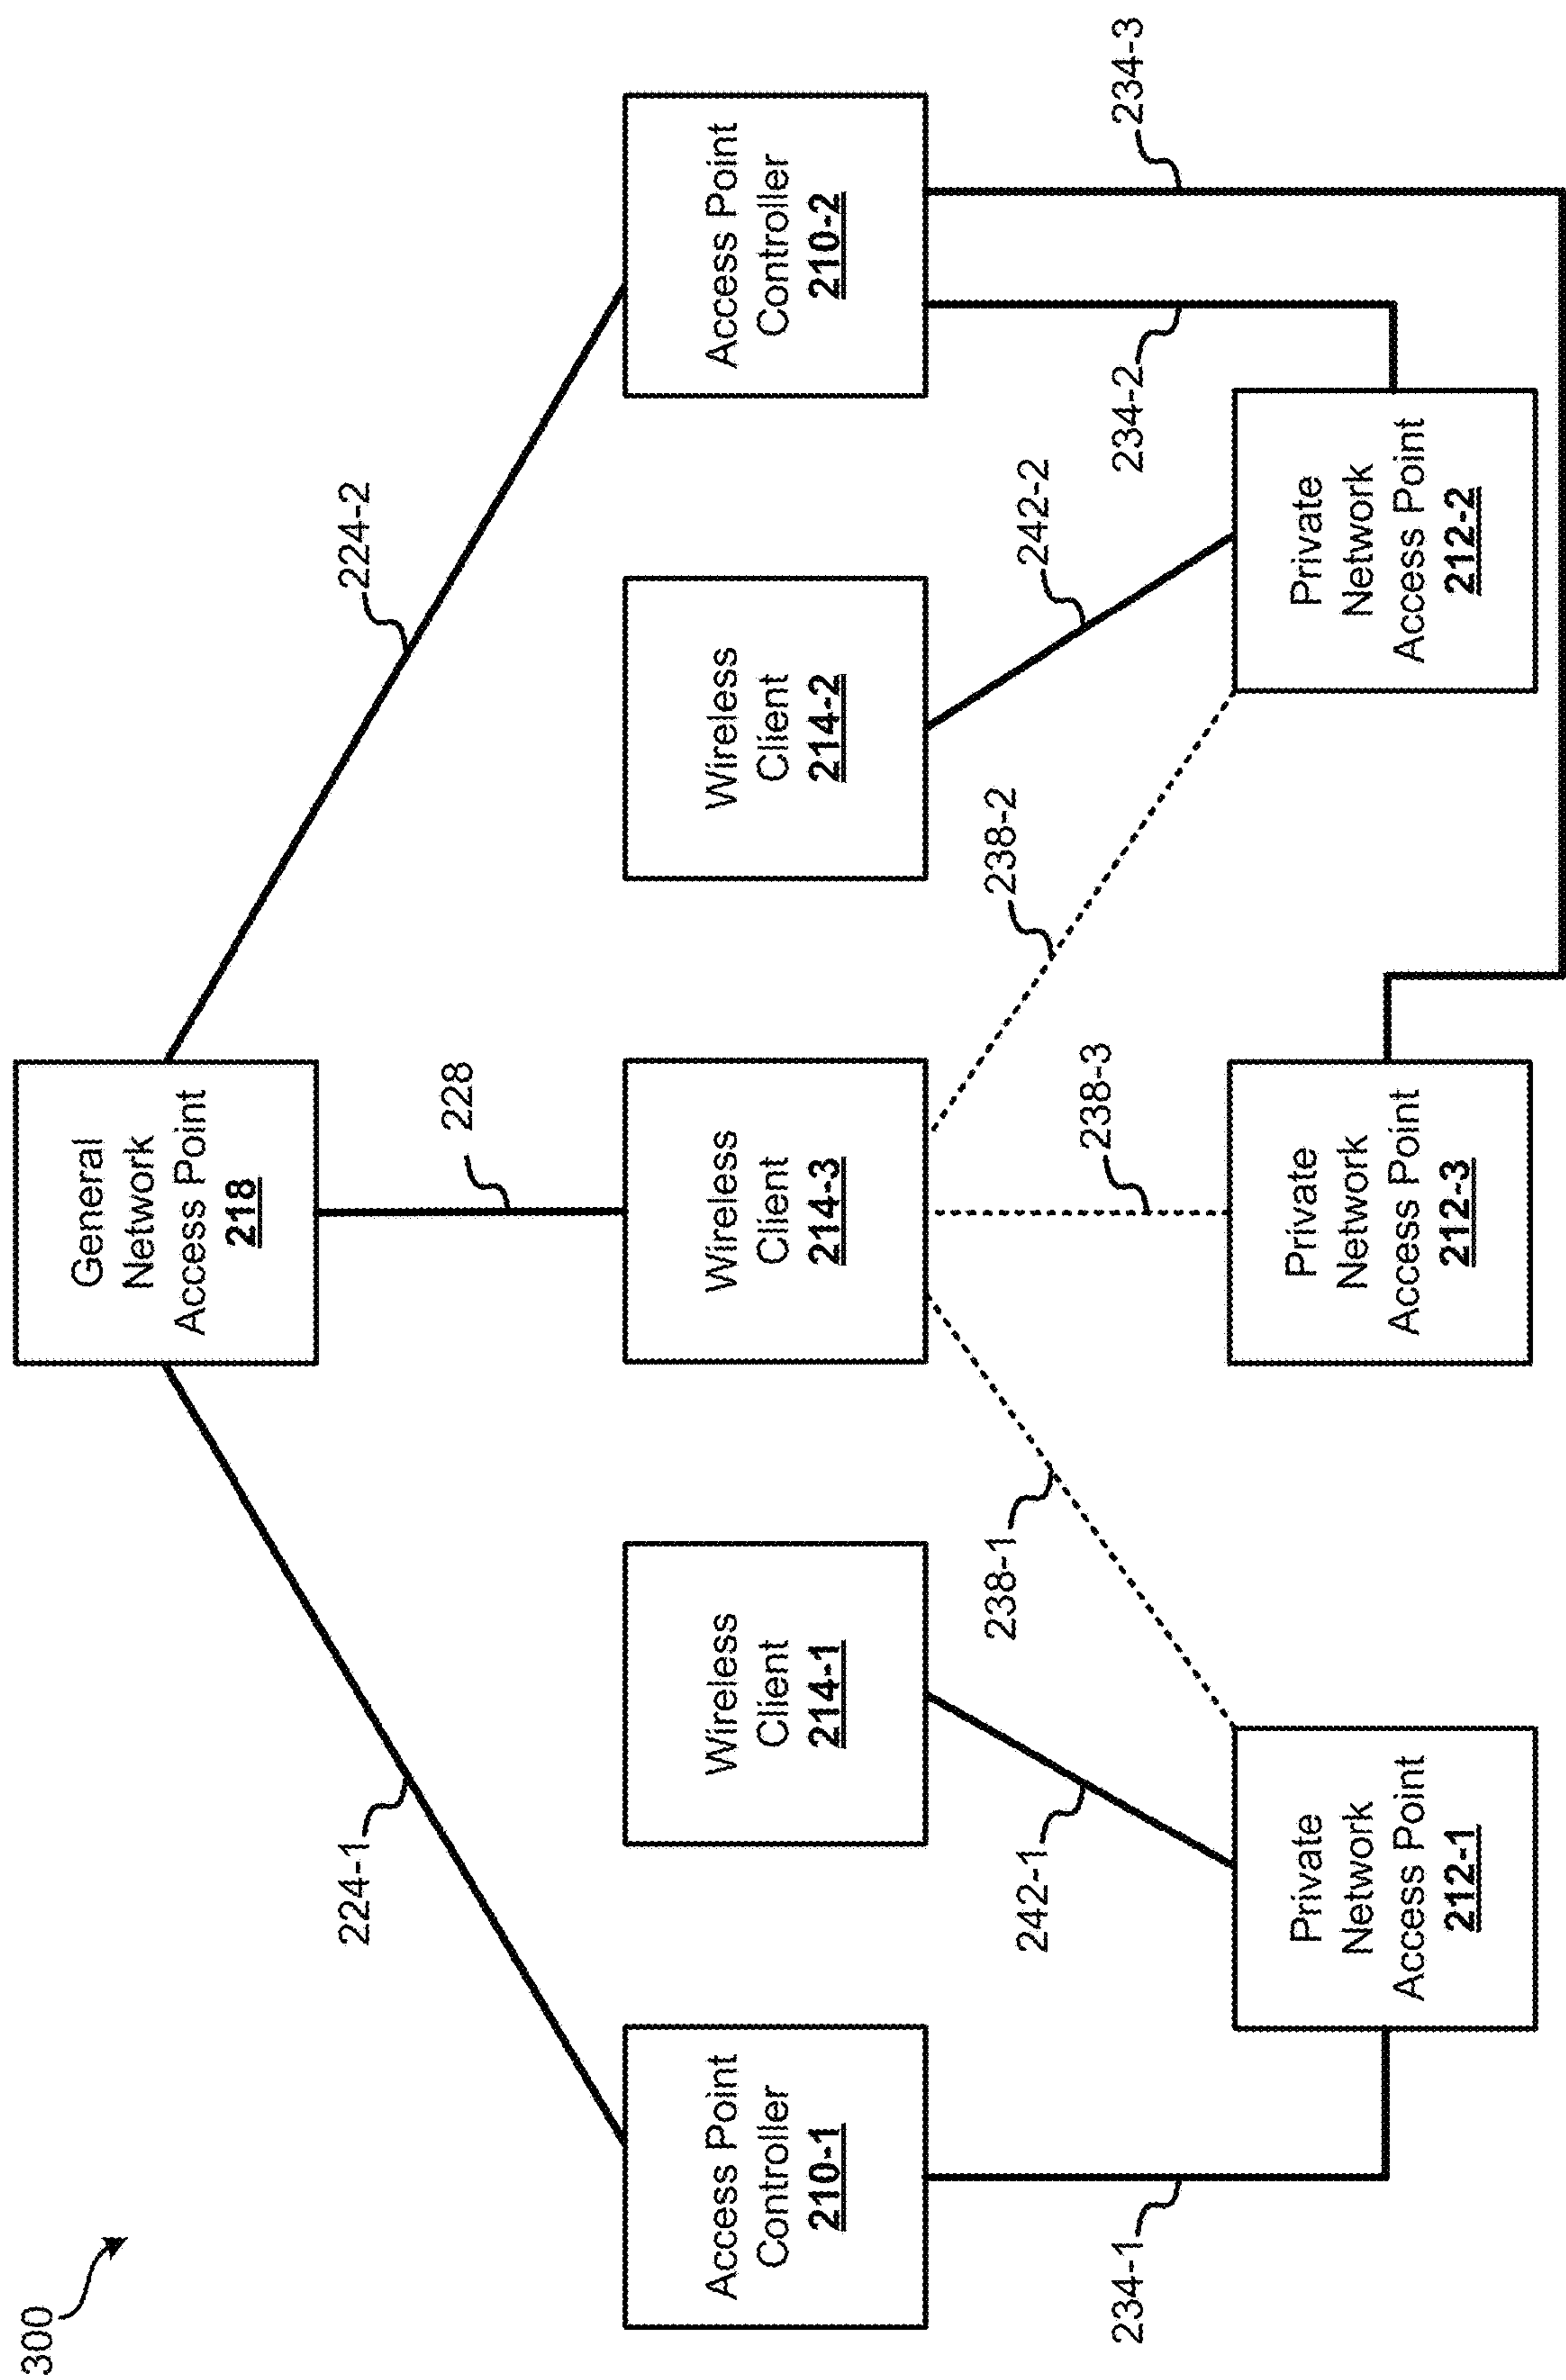 300
General
Network
Access Point
218
224-1
228
224-2
Access Point
Controller
210-1
Wireless
Client
214-1
Wireless
Client
214-3
Wireless
Client
214-2
Access Point
Controller
210-2
234-1
242-1
238-1
238-3
238-2
242-2
234-2
234-3
Private
Network
Access Point
212-1
Private
Network
Access Point
212-3
Private
Network
Access Point
212-2